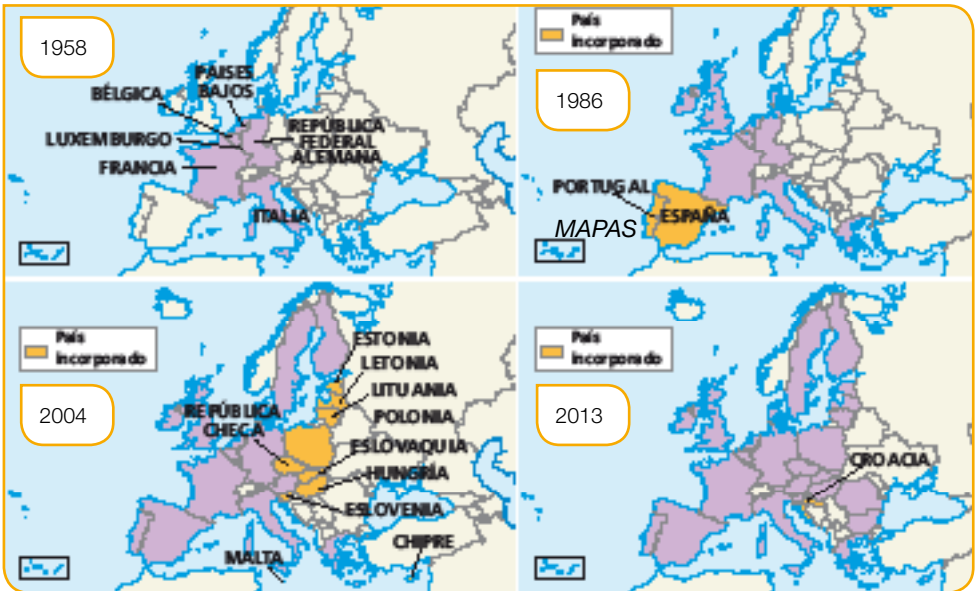 1958
PAÍSES
BAJOS
BÉLGICA
LUXEMBURGO
REPÚBLICA
FEDERAL
ALEMANA
FRANCIA
ITALIA
País
incorporado
1986
PORTUGAL
ESPAÑA
MAPAS
País
incorporado
2004
ESTONIA
LETONIA
LITUANIA
POLONIA
REPÚBLICA
CHECA
ESLOVAQUIA
HUNGRÍA
ESLOVENIA
MALTA
CHIPRE
País
incorporado
2013
CROACIA